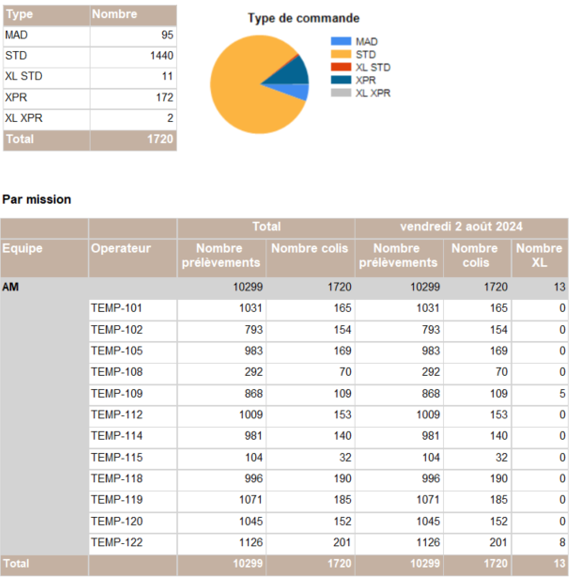 Type Nombre
MAD 95
STD 1440
XL STD 11
XPR 172
XL XPR 2
Total 1720
Type de commande
MAD
STD
XL STD
XPR
XL XPR
Par mission
Total vendredi 2 août 2024
Equipe Operateur Nombre prélèvements Nombre colis Nombre prélèvements Nombre colis Nombre XL
AM 10299 1720 10299 1720 13
TEMP-101 1031 165 1031 165 0
TEMP-102 793 154 793 154 0
TEMP-105 983 169 983 169 0
TEMP-108 292 70 292 70 0
TEMP-109 868 109 868 109 5
TEMP-112 1009 153 1009 153 0
TEMP-114 981 140 981 140 0
TEMP-115 104 32 104 32 0
TEMP-118 996 190 996 190 0
TEMP-119 1071 185 1071 185 0
TEMP-120 1045 152 1045 152 0
TEMP-122 1126 201 1126 201 8
Total 10299 1720 10299 1720 13